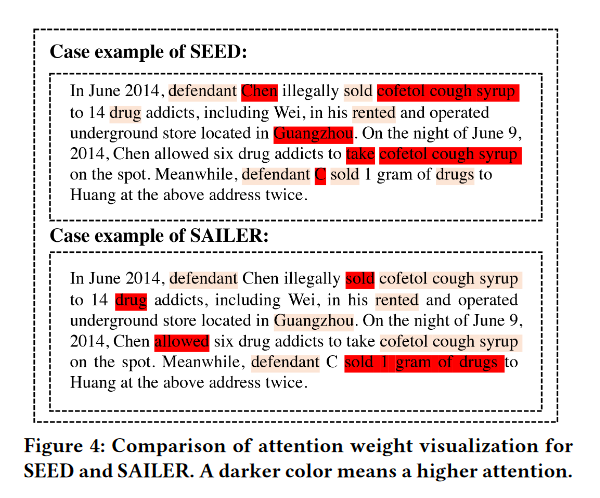 Case example of SEED:
In June 2014, defendant Chen illegally sold cofetol cough syrup
to 14 drug addicts, including Wei, in his rented and operated
underground store located in Guangzhou. On the night of June 9,
2014, Chen allowed six drug addicts to take cofetol cough syrup
on the spot. Meanwhile, defendant C sold 1 gram of drugs to
Huang at the above address twice.
Case example of SAILER:
In June 2014, defendant Chen illegally sold cofetol cough syrup
to 14 drug addicts, including Wei, in his rented and operated
underground store located in Guangzhou. On the night of June 9,
2014, Chen allowed six drug addicts to take cofetol cough syrup
on the spot. Meanwhile, defendant C sold 1 gram of drugs to
Huang at the above address twice.
Figure 4: Comparison of attention weight visualization for
SEED and SAILER. A darker color means a higher attention.